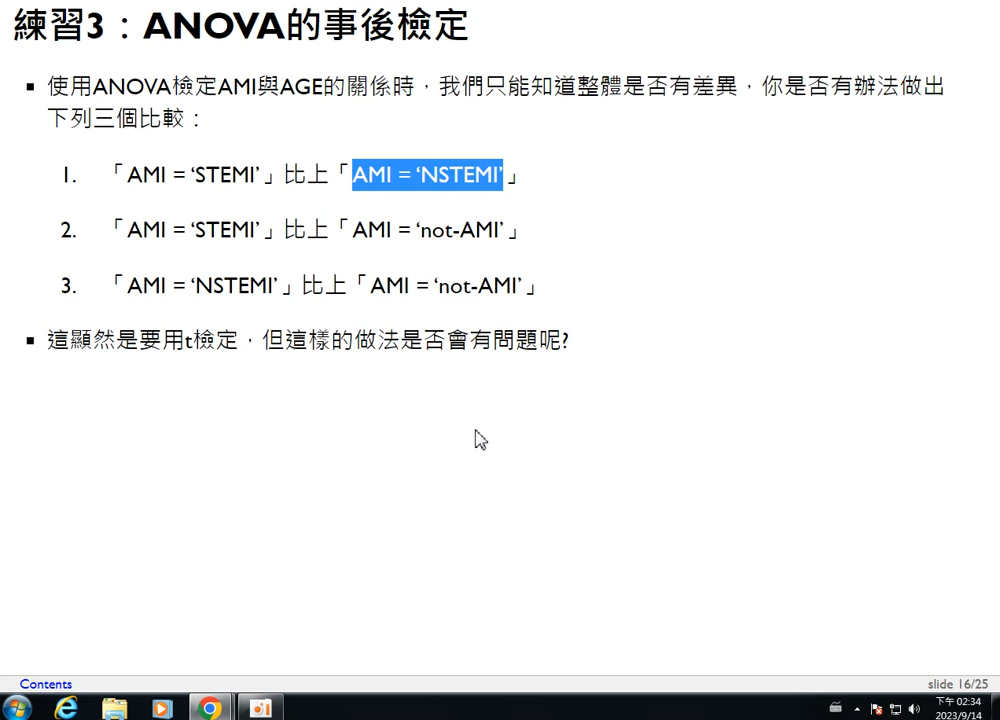 練習3：ANOVA的事後檢定
▪ 使用ANOVA檢定AMI與AGE的關係時，我們只能知道整體是否有差異，你是否有辦法做出
下列三個比較：
1. 「AMI = ‘STEMI’」比上「AMI = ‘NSTEMI’」
2. 「AMI = ‘STEMI’」比上「AMI = ‘not-AMI’」
3. 「AMI = ‘NSTEMI’」比上「AMI = ‘not-AMI’」
▪ 這顯然是要用t檢定，但這樣的做法是否會有問題呢?
Contents
slide 16/25
下午 02:34
2023/9/14